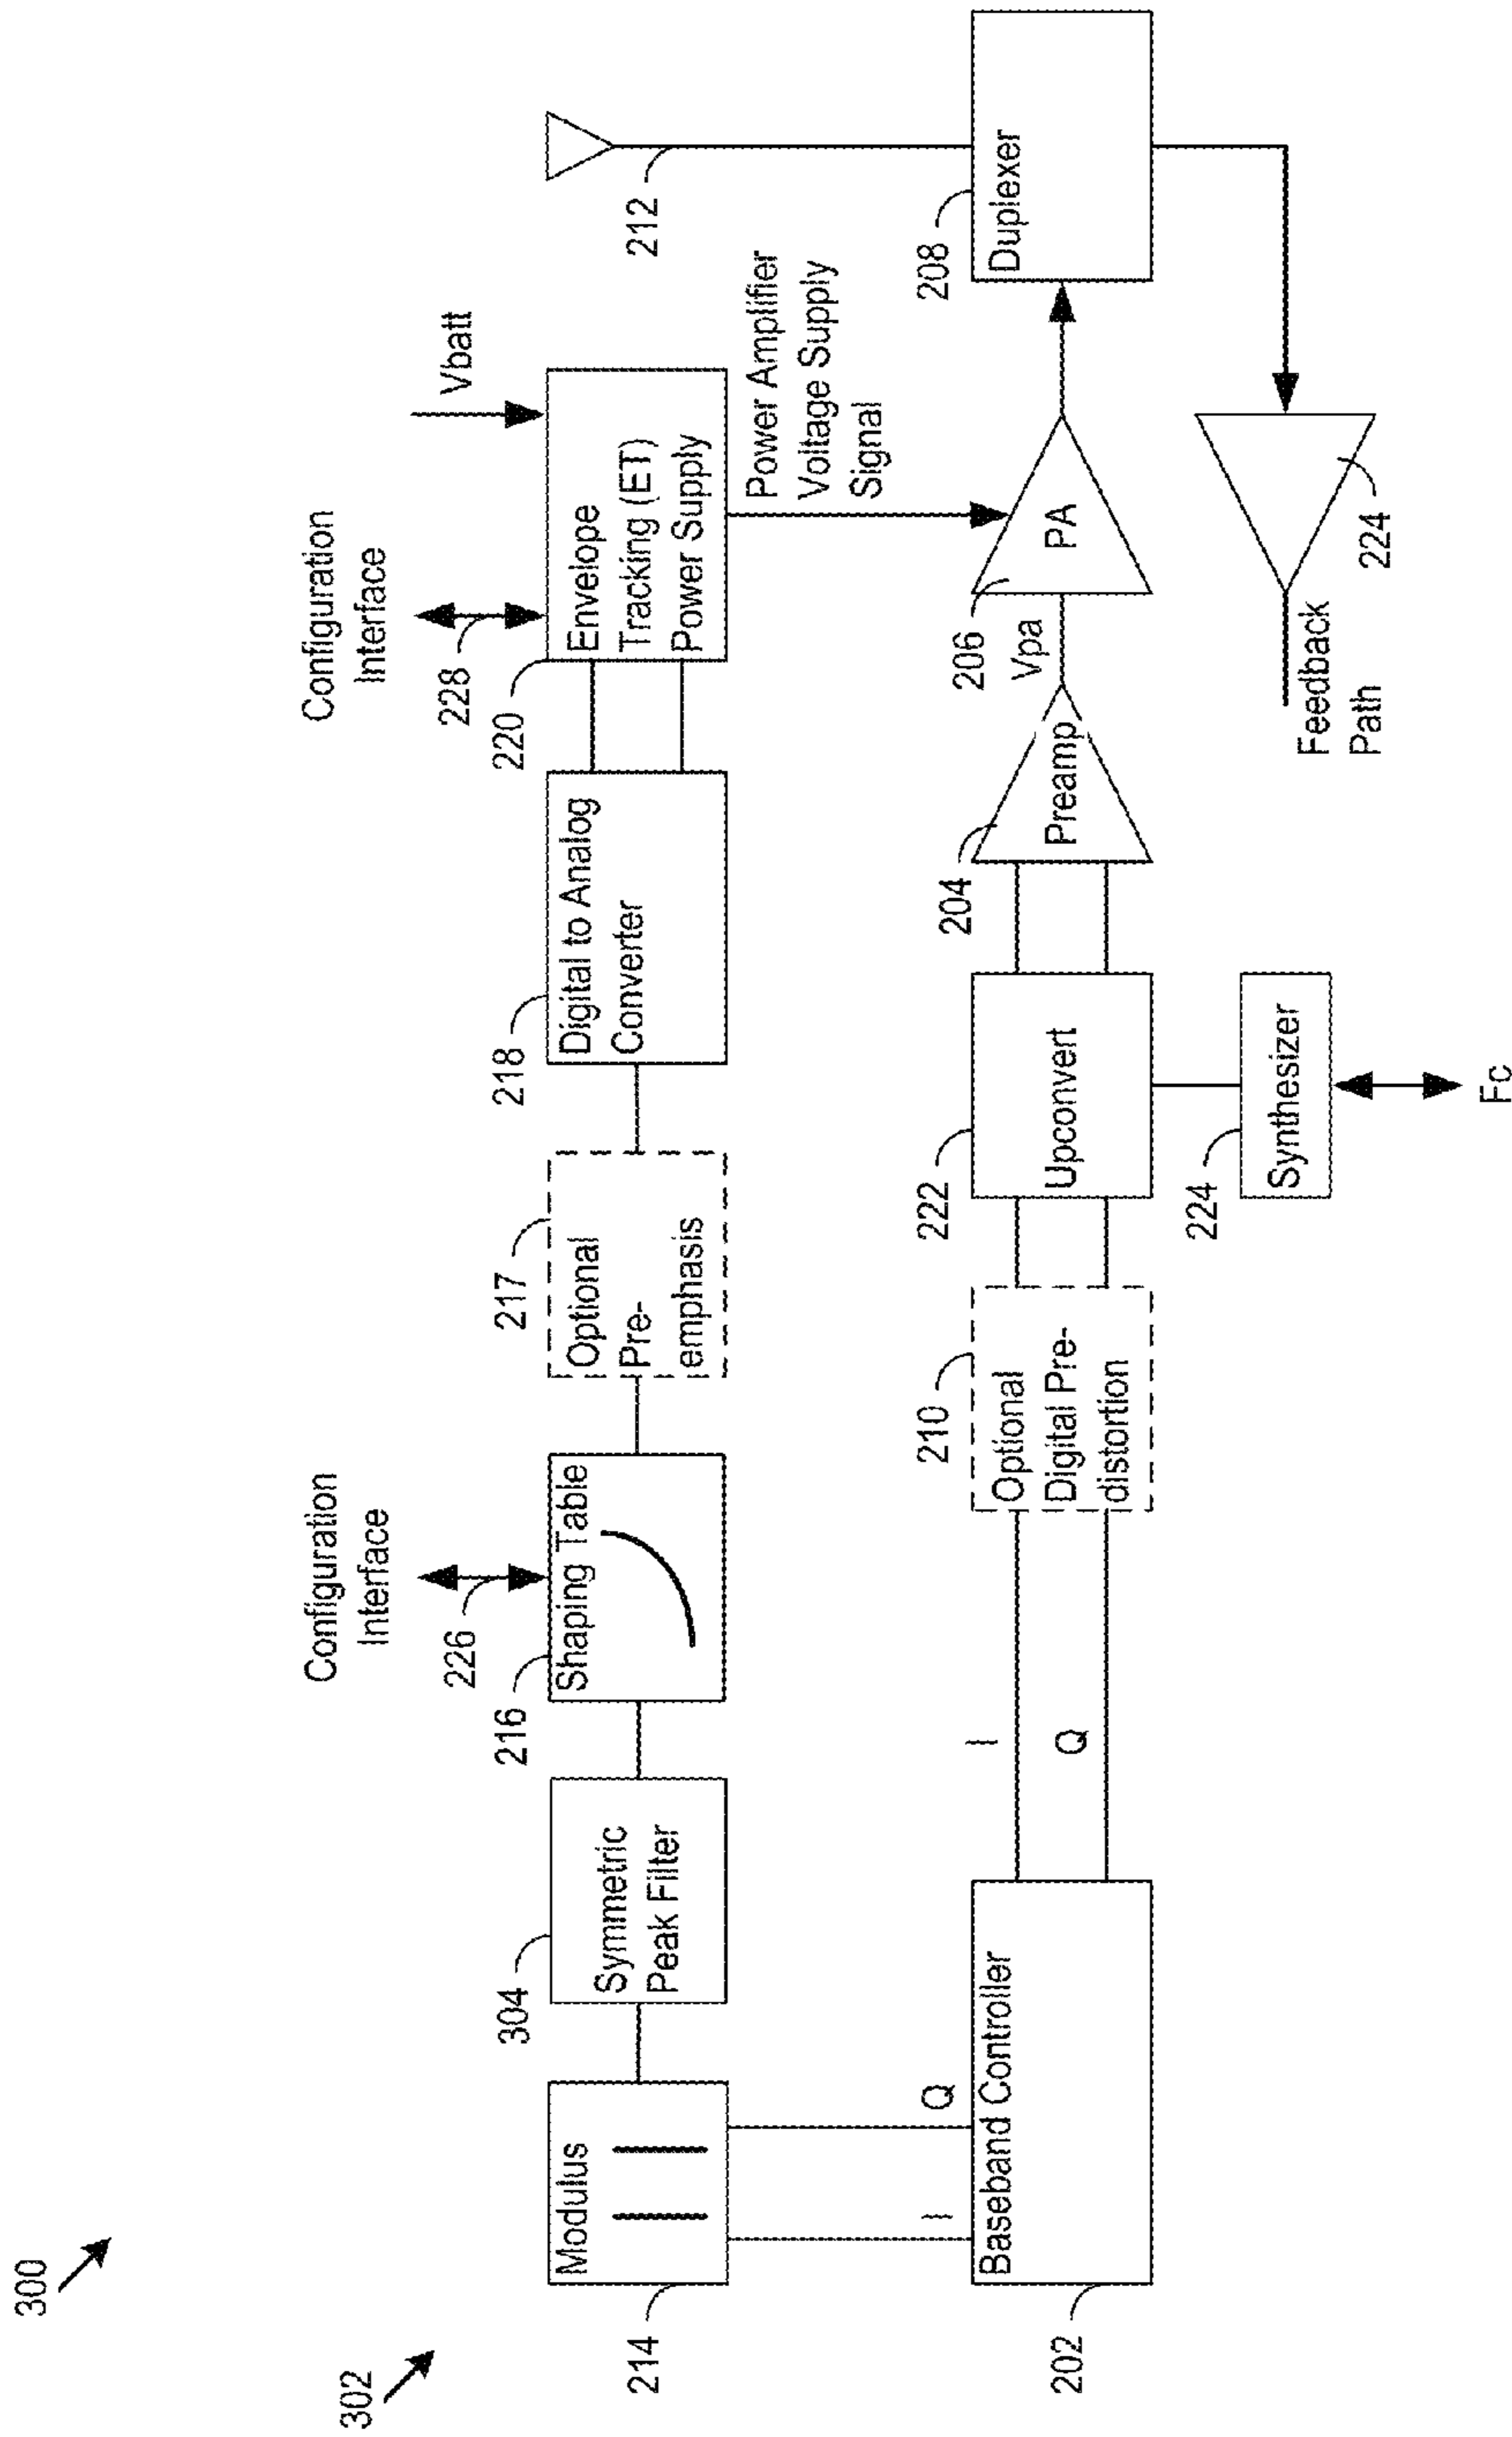 300
302
Configuration
Interface
226
Configuration
Interface
228
Vbatt
212
214
Modulus
304
Symmetric
Peak Filter
216
Shaping Table
217
Optional
Pre-
emphasis
218
Digital to Analog
Converter
220
Envelope
Tracking (ET)
Power Supply
Power Amplifier
Voltage Supply
Signal
I
Q
202
Baseband Controller
I
Q
210
Optional
Digital Pre-
distortion
222
Upconvert
204
Preamp
206
Vpa
PA
208
Duplexer
224
Synthesizer
Fc
Feedback
Path
224